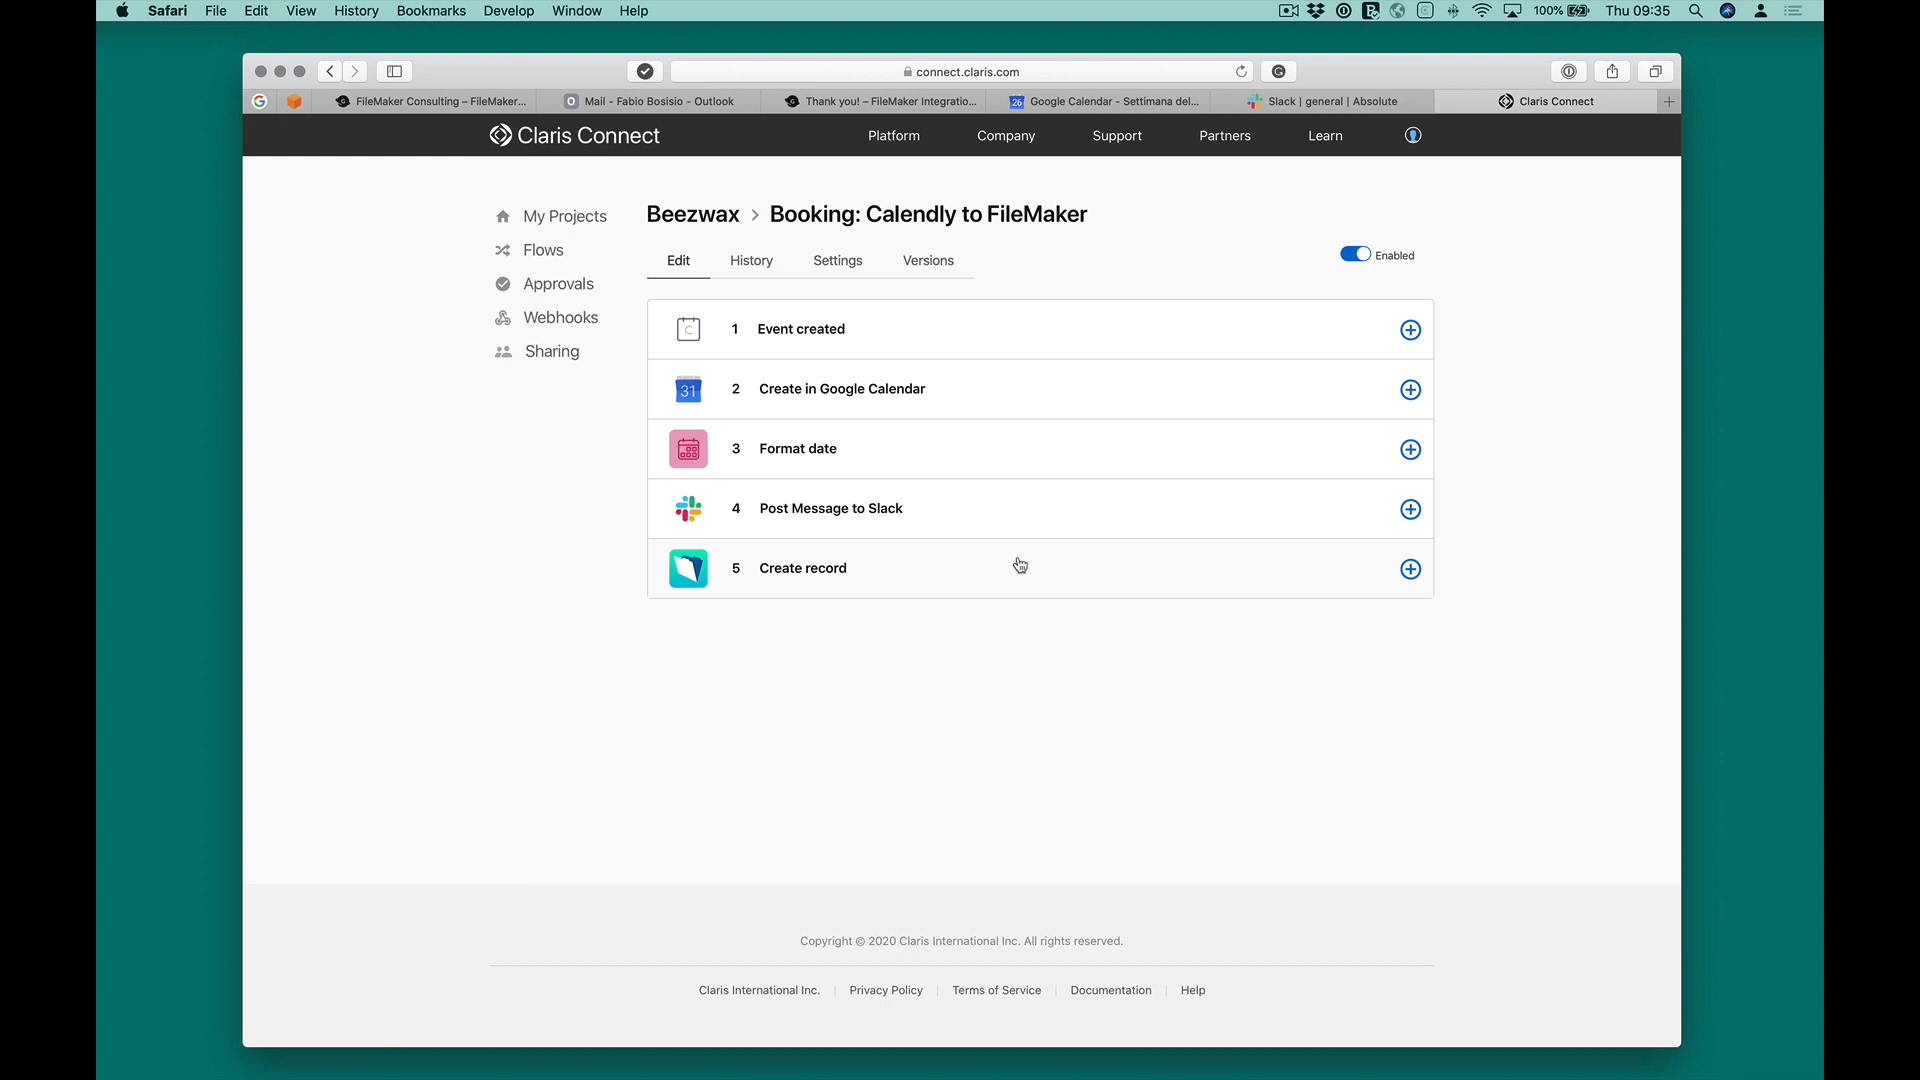 Safari File Edit View History Bookmarks Develop Window Help 100% Thu 09:35
connect.claris.com
FileMaker Consulting – FileMaker... Mail - Fabio Bosisio - Outlook Thank you! – FileMaker Integratio... 26 Google Calendar - Settimana del... Slack | general | Absolute Claris Connect
Claris Connect Platform Company Support Partners Learn
My Projects
Flows
Approvals
Webhooks
Sharing
Beezwax > Booking: Calendly to FileMaker
Edit History Settings Versions Enabled
C 1 Event created
31 2 Create in Google Calendar
3 Format date
4 Post Message to Slack
5 Create record
Copyright © 2020 Claris International Inc. All rights reserved.
Claris International Inc. | Privacy Policy | Terms of Service | Documentation | Help